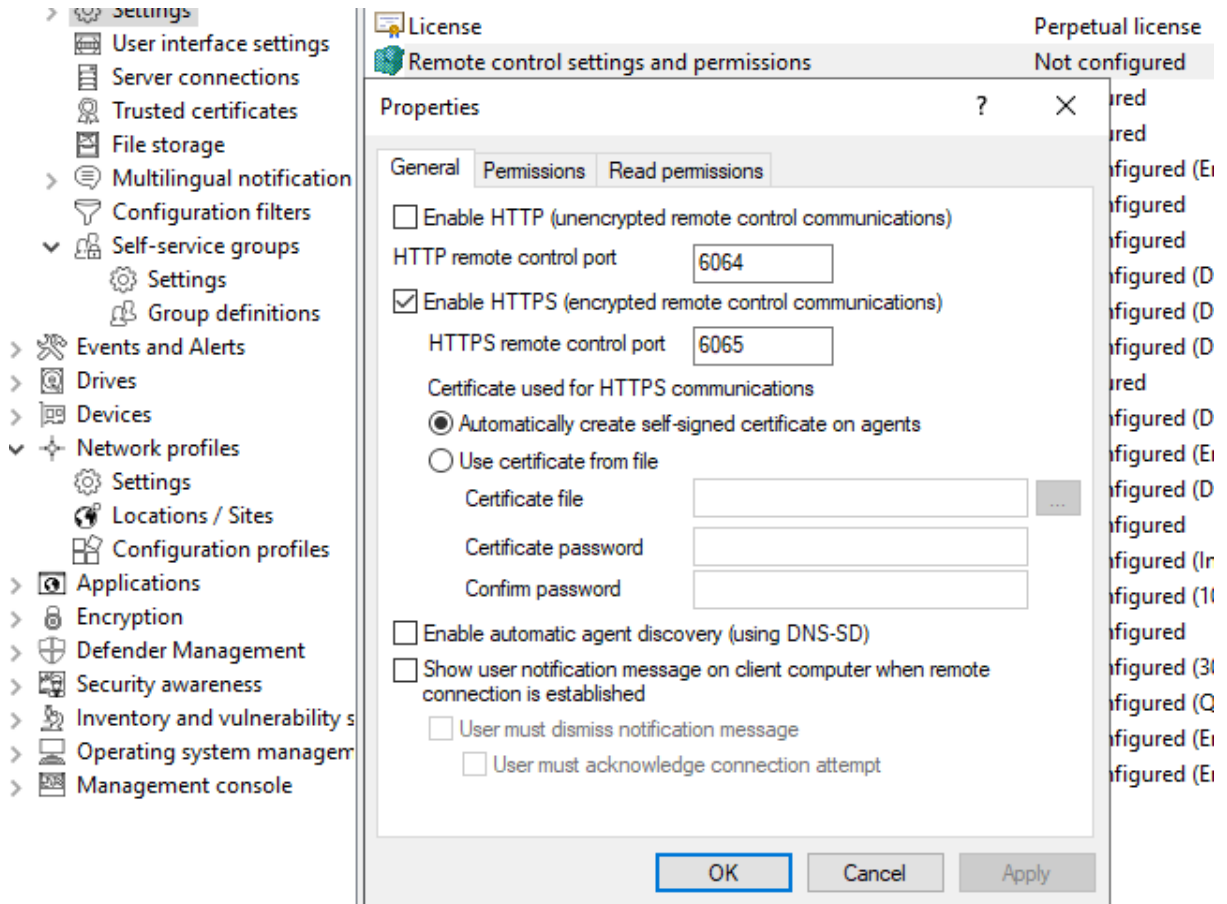 Settings
User interface settings
Server connections
Trusted certificates
File storage
Multilingual notification
Configuration filters
Self-service groups
Settings
Group definitions
Events and Alerts
Drives
Devices
Network profiles
Settings
Locations / Sites
Configuration profiles
Applications
Encryption
Defender Management
Security awareness
Inventory and vulnerability s
Operating system managem
Management console
License Perpetual license
Remote control settings and permissions Not configured
Properties ? ×
General Permissions Read permissions
Enable HTTP (unencrypted remote control communications)
HTTP remote control port 6064
Enable HTTPS (encrypted remote control communications)
HTTPS remote control port 6065
Certificate used for HTTPS communications
Automatically create self-signed certificate on agents
Use certificate from file
Certificate file ...
Certificate password
Confirm password
Enable automatic agent discovery (using DNS-SD)
Show user notification message on client computer when remote
connection is established
User must dismiss notification message
User must acknowledge connection attempt
OK Cancel Apply